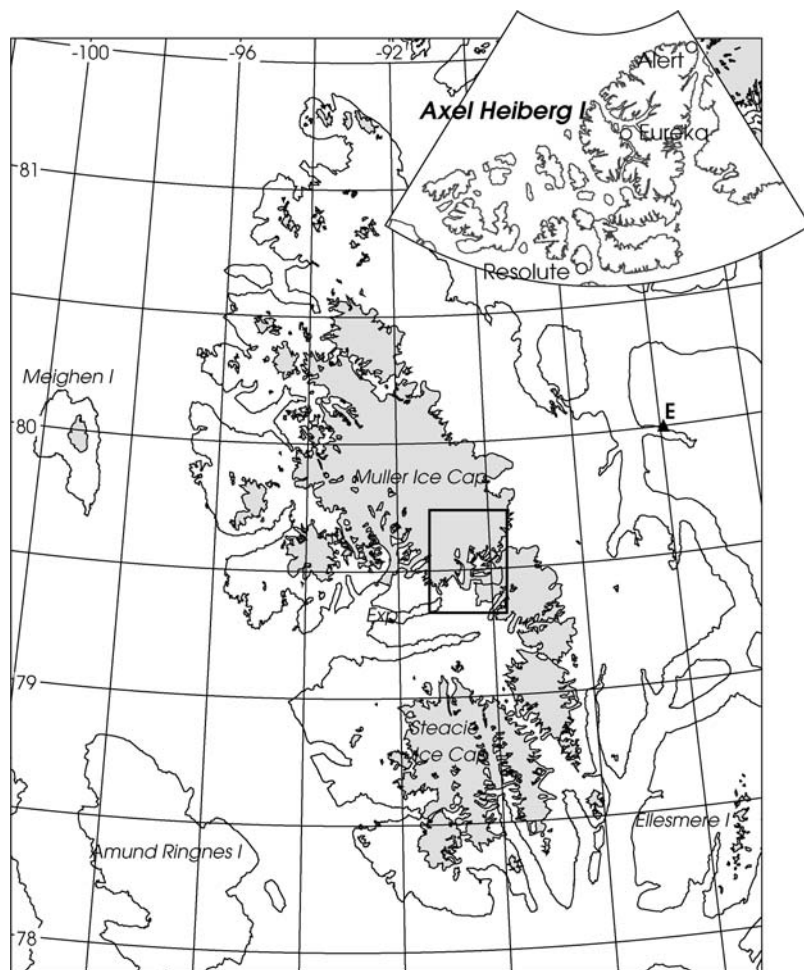 -100
-96
-92
Alert
Axel Heiberg I
Eureka
81
Resolute
Meighen I
E
80
Muller Ice Cap
Exp
79
Steacie
Ice Cap
Ellesmere I
Amund Ringnes I
78